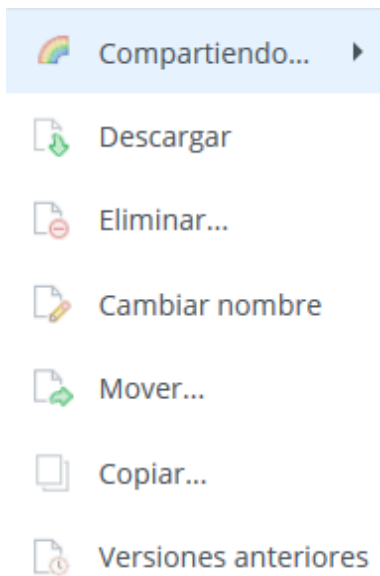 Compartiendo...
Descargar
Eliminar...
Cambiar nombre
Mover...
Copiar...
Versiones anteriores